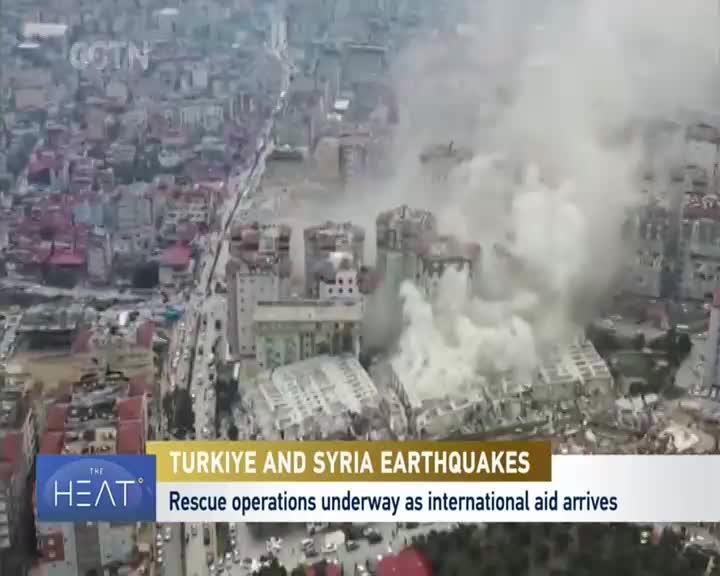 CGTN
TURKIYE AND SYRIA EARTHQUAKES
THE
HEAT
Rescue operations underway as international aid arrives